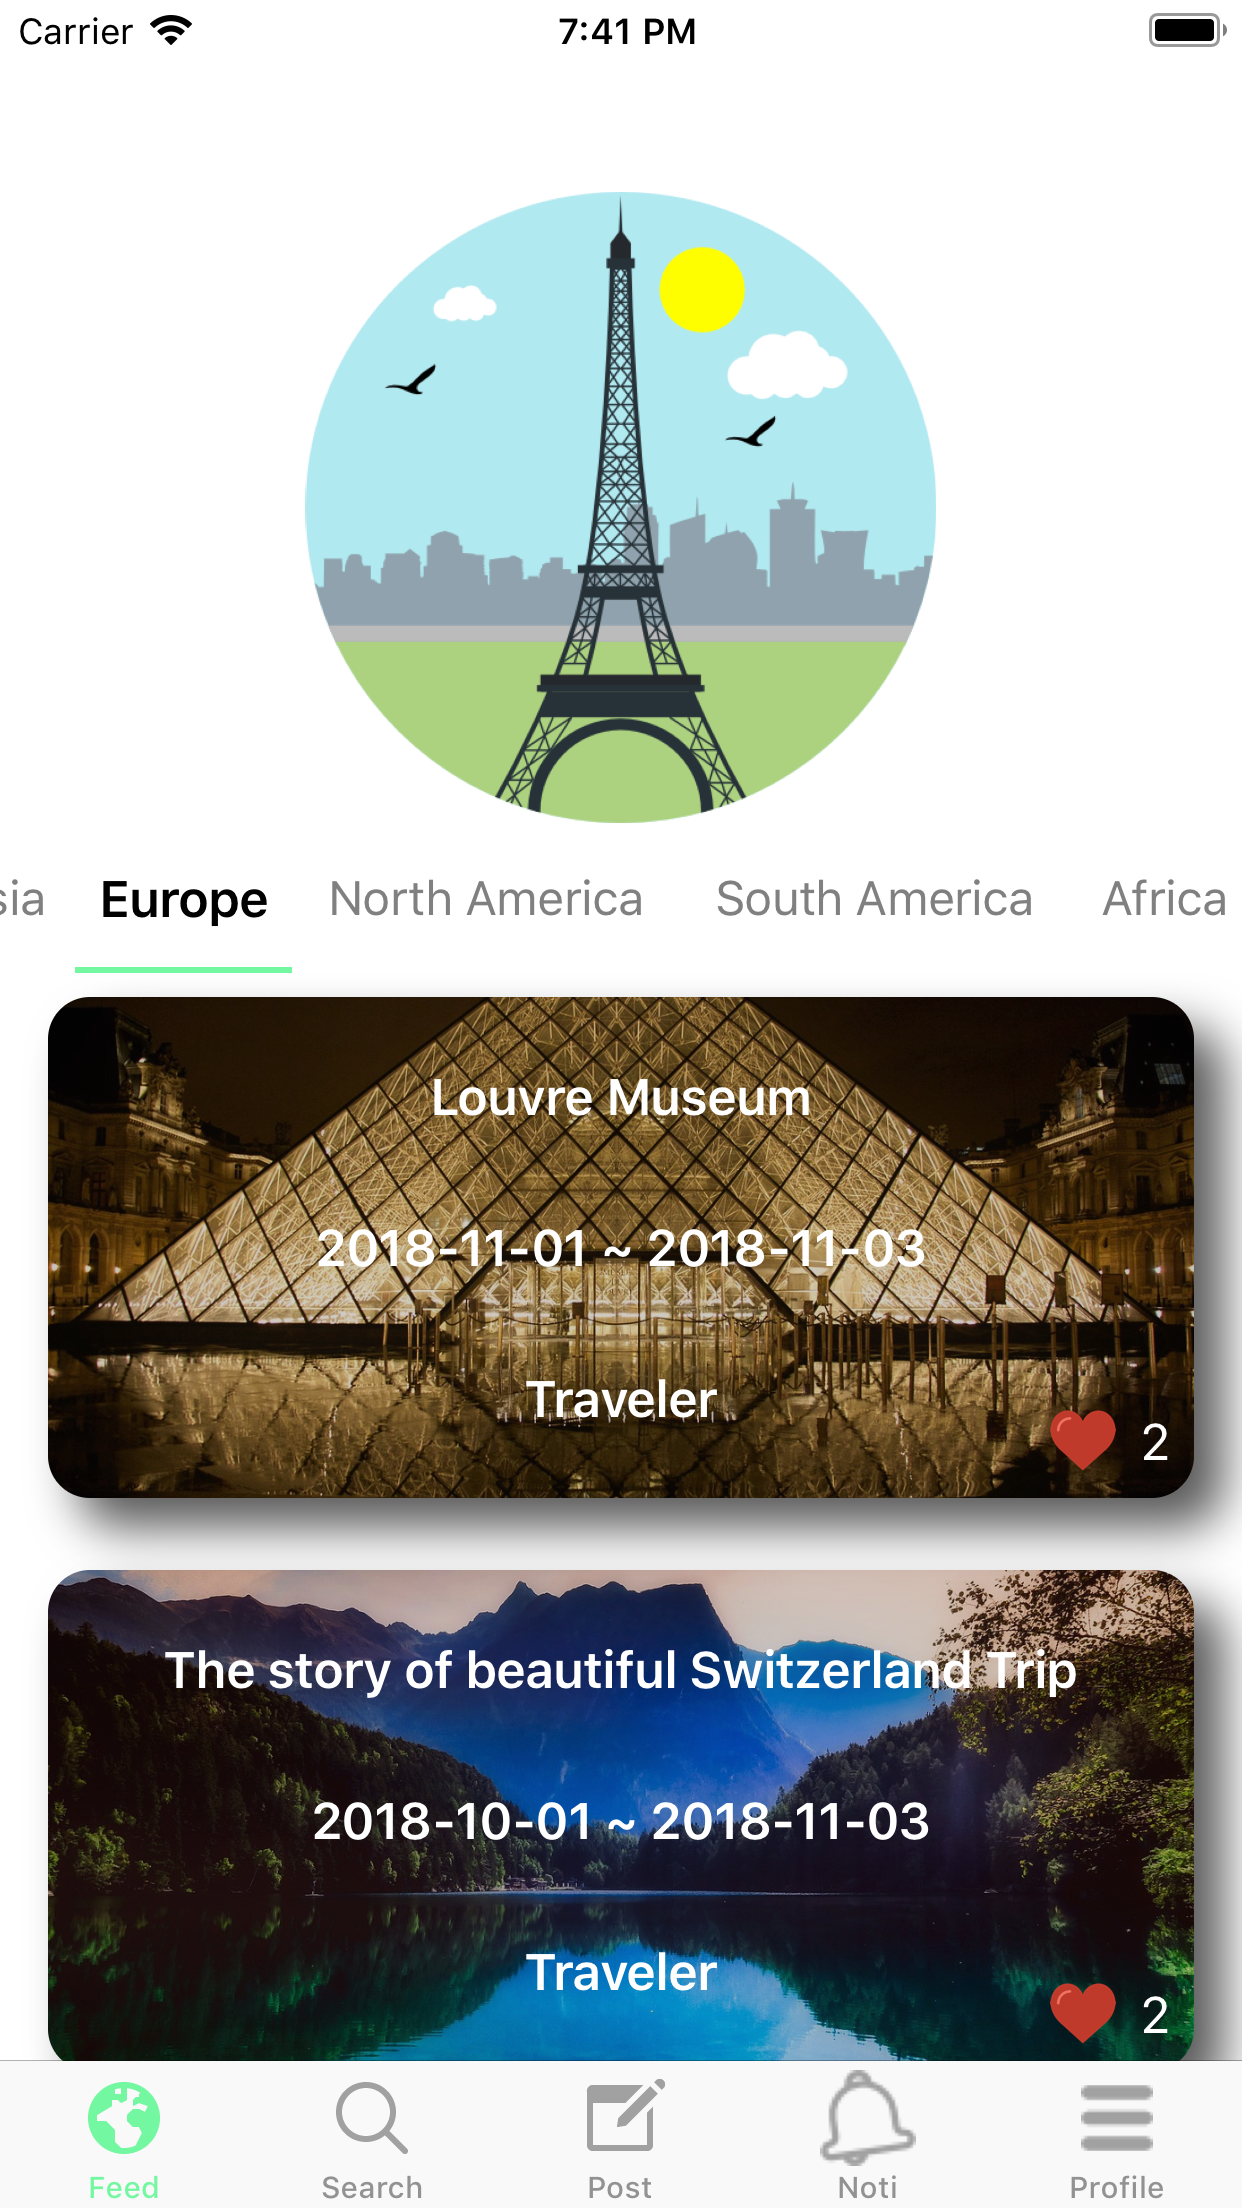 Carrier 7:41 PM
sia Europe North America South America Africa
Louvre Museum
2018-11-01 ~ 2018-11-03
Traveler
2
The story of beautiful Switzerland Trip
2018-10-01 ~ 2018-11-03
Traveler
2
Feed Search Post Noti Profile